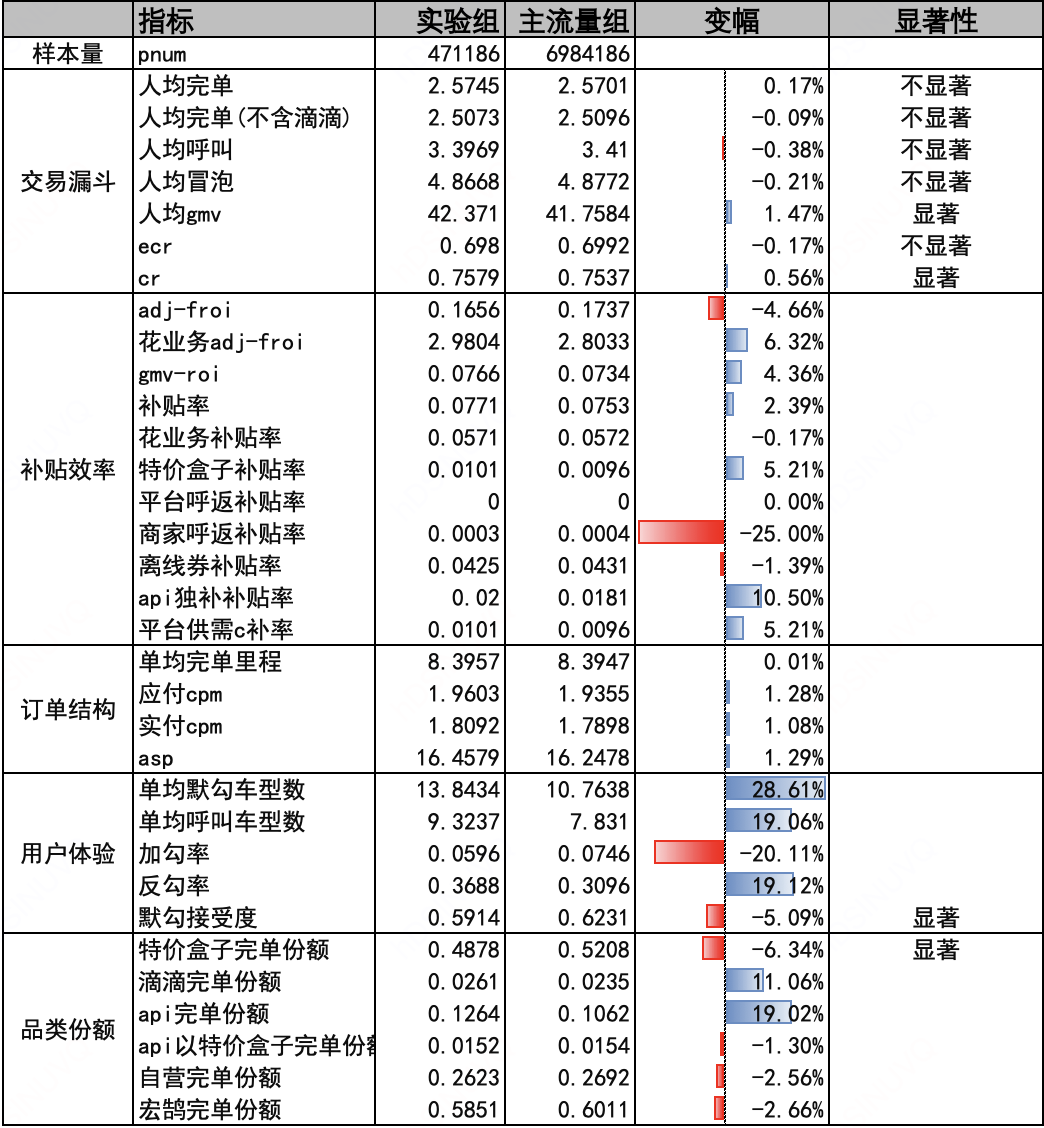 指标 实验组 主流量组 变幅 显著性
样本量 pnum 471186 6984186
交易漏斗
人均完单 2.5745 2.5701 0.17% 不显著
人均完单(不含滴滴) 2.5073 2.5096 -0.09% 不显著
人均呼叫 3.3969 3.41 -0.38% 不显著
人均冒泡 4.8668 4.8772 -0.21% 不显著
人均gmv 42.371 41.7584 1.47% 显著
ecr 0.698 0.6992 -0.17% 不显著
cr 0.7579 0.7537 0.56% 显著
补贴效率
adj-froi 0.1656 0.1737 -4.66%
花业务adj-froi 2.9804 2.8033 6.32%
gmv-roi 0.0766 0.0734 4.36%
补贴率 0.0771 0.0753 2.39%
花业务补贴率 0.0571 0.0572 -0.17%
特价盒子补贴率 0.0101 0.0096 5.21%
平台呼返补贴率 0 0 0.00%
商家呼返补贴率 0.0003 0.0004 -25.00%
离线券补贴率 0.0425 0.0431 -1.39%
api独补补贴率 0.02 0.0181 10.50%
平台供需c补率 0.0101 0.0096 5.21%
订单结构
单均完单里程 8.3957 8.3947 0.01%
应付cpm 1.9603 1.9355 1.28%
实付cpm 1.8092 1.7898 1.08%
asp 16.4579 16.2478 1.29%
用户体验
单均默勾车型数 13.8434 10.7638 28.61%
单均呼叫车型数 9.3237 7.831 19.06%
加勾率 0.0596 0.0746 -20.11%
反勾率 0.3688 0.3096 19.12%
默勾接受度 0.5914 0.6231 -5.09% 显著
品类份额
特价盒子完单份额 0.4878 0.5208 -6.34% 显著
滴滴完单份额 0.0261 0.0235 11.06%
api完单份额 0.1264 0.1062 19.02%
api以特价盒子完单份 0.0152 0.0154 -1.30%
自营完单份额 0.2623 0.2692 -2.56%
宏鹄完单份额 0.5851 0.6011 -2.66%